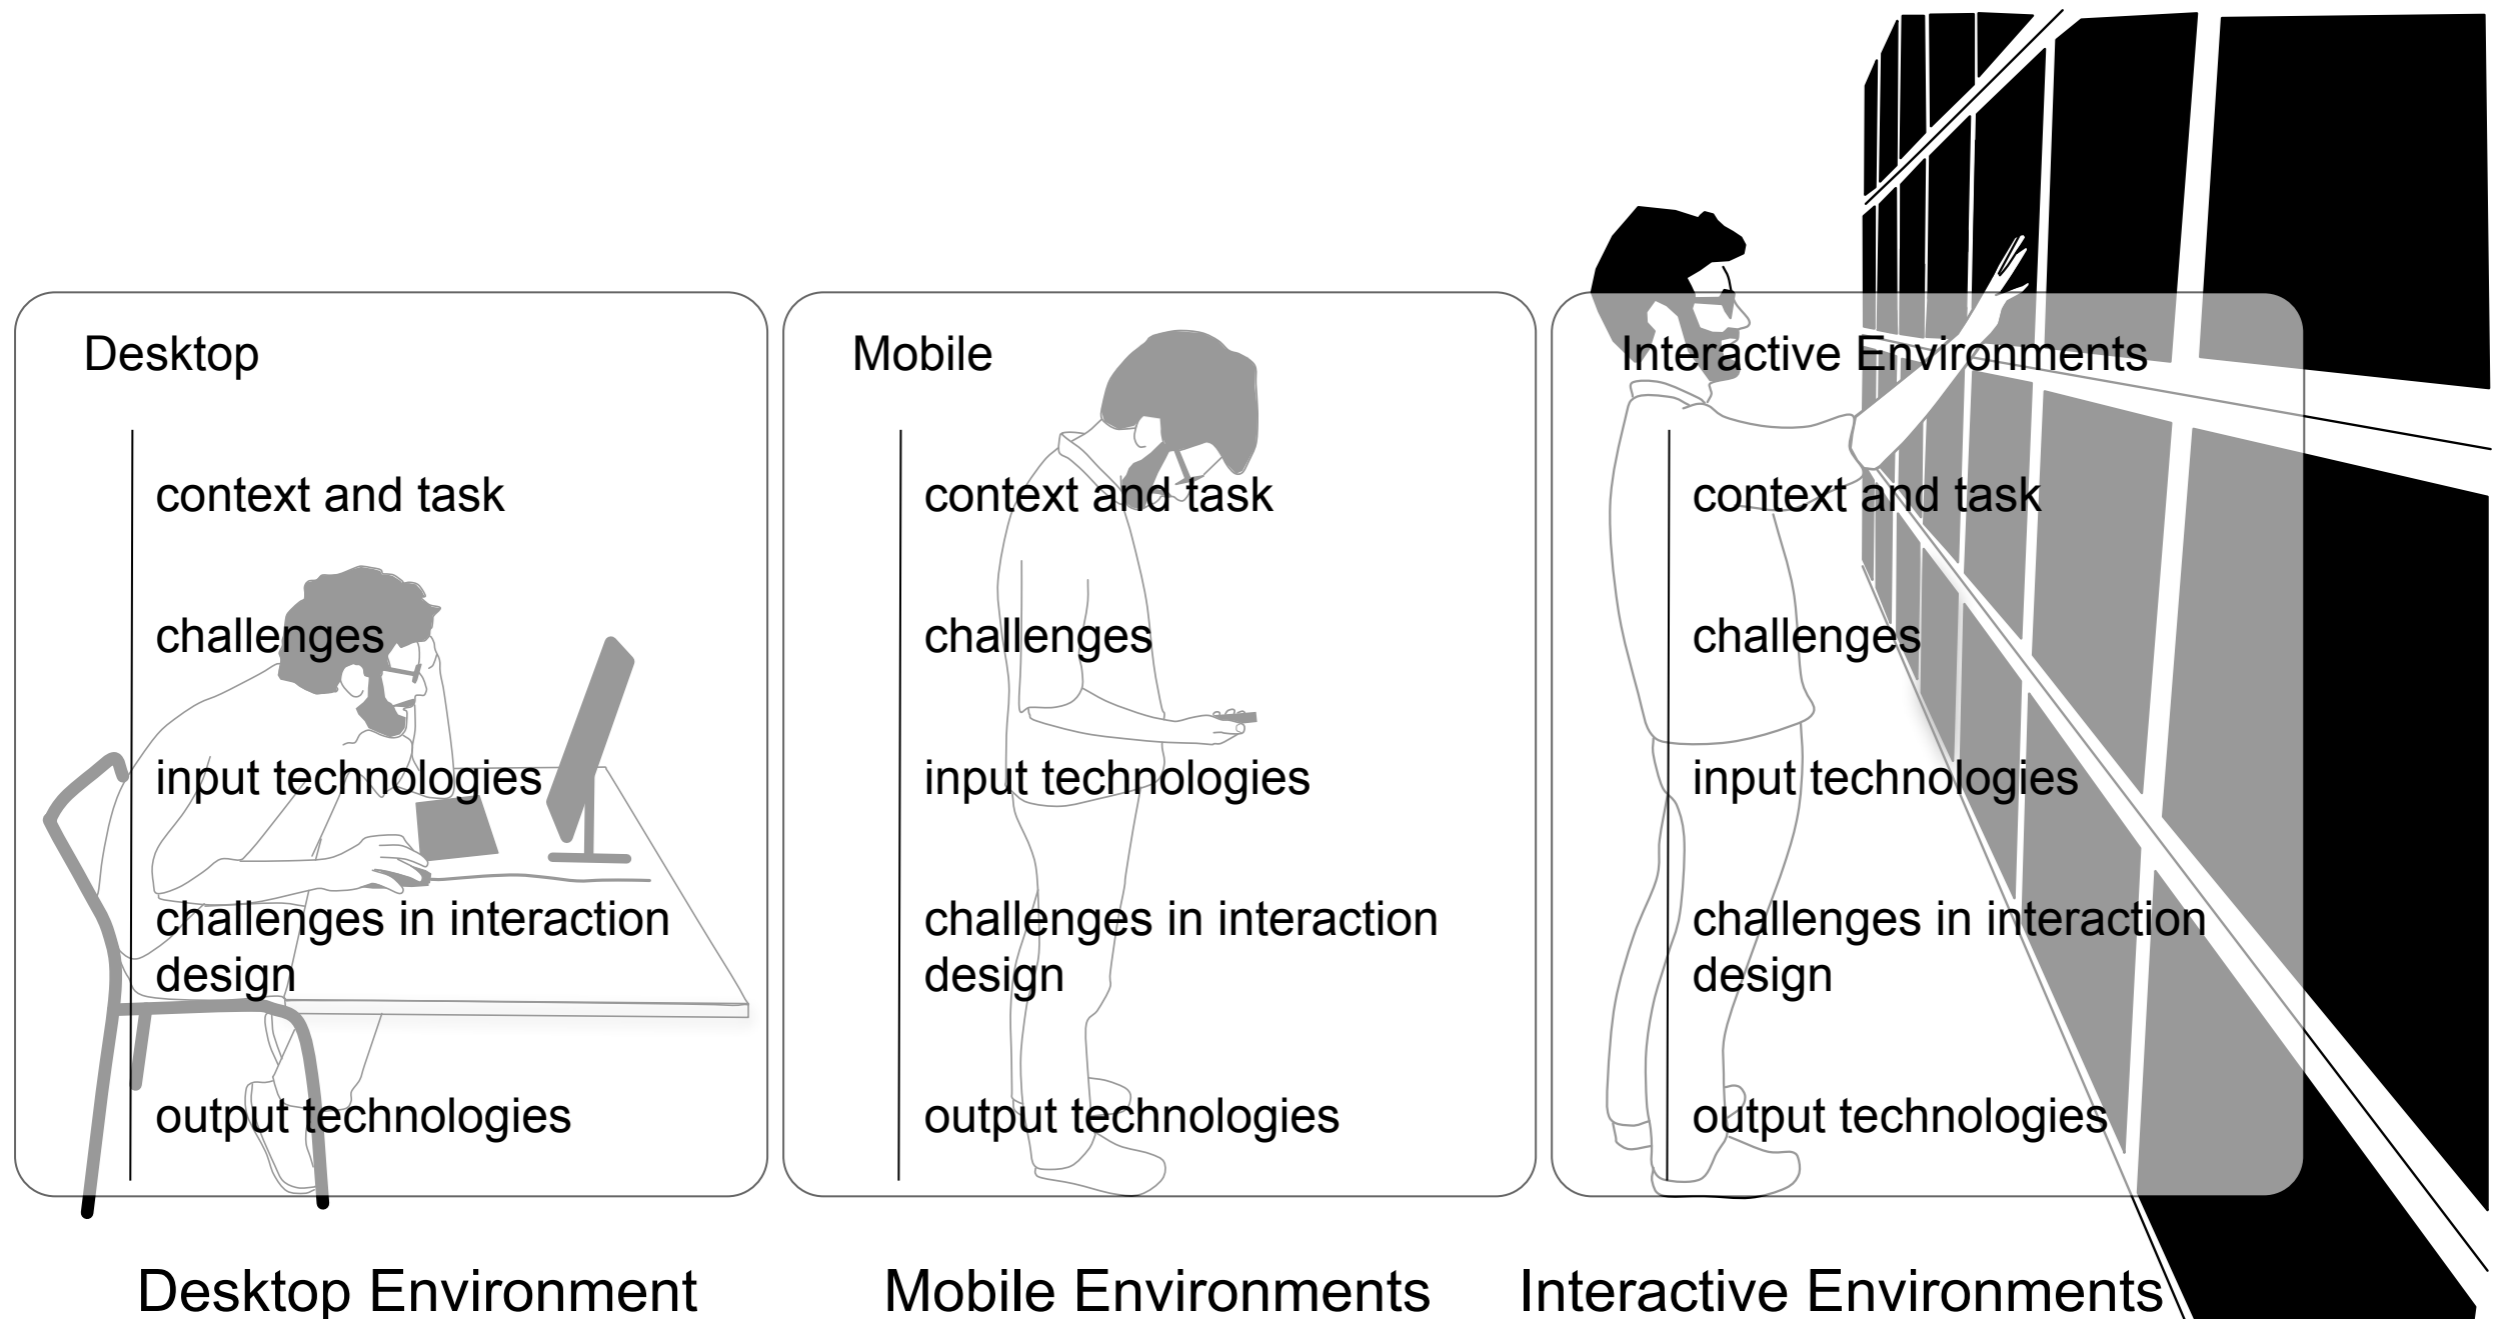 Desktop
context and task
challenges
input technologies
challenges in interaction
design
output technologies
Mobile
context and task
challenges
input technologies
challenges in interaction
design
output technologies
Interactive Environments
context and task
challenges
input technologies
challenges in interaction
design
output technologies
Desktop Environment
Mobile Environments
Interactive Environments